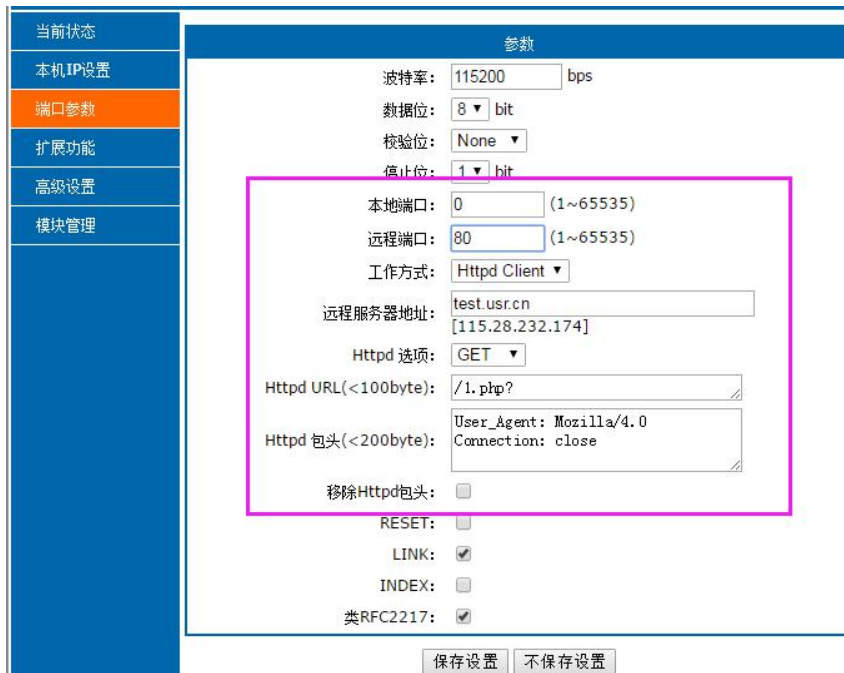 当前状态
本机IP设置
端口参数
扩展功能
高级设置
模块管理
参数
波特率： 115200 bps
数据位： 8 bit
校验位： None
停止位： 1 bit
本地端口： 0 (1~65535)
远程端口： 80 (1~65535)
工作方式： Httpd Client
远程服务器地址： test.usr.cn
[115.28.232.174]
Httpd 选项： GET
Httpd URL(<100byte)： /1.php?
Httpd 包头(<200byte)： User_Agent: Mozilla/4.0
Connection: close
移除Httpd包头：
RESET：
LINK：
INDEX：
类RFC2217：
保存设置 不保存设置